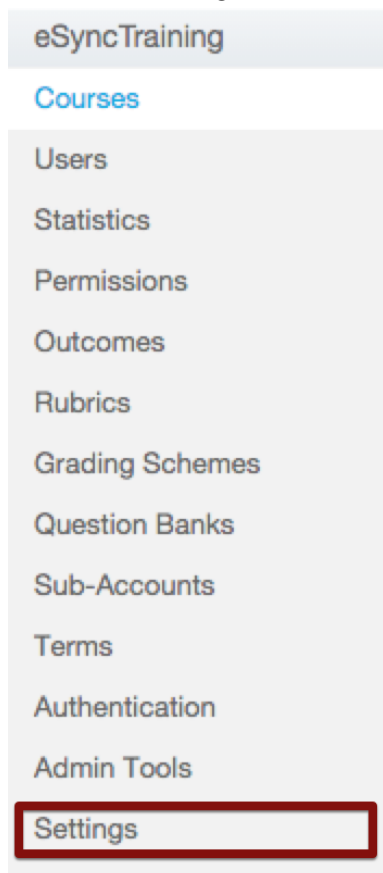 eSyncTraining
Courses
Users
Statistics
Permissions
Outcomes
Rubrics
Grading Schemes
Question Banks
Sub-Accounts
Terms
Authentication
Admin Tools
Settings